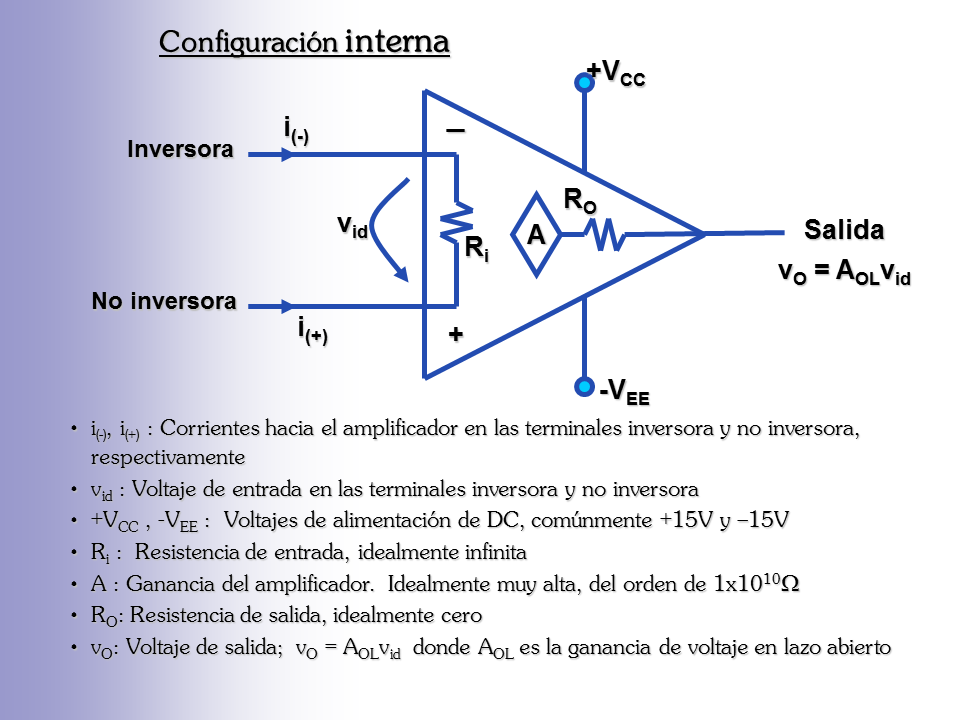 Configuración interna
+VCC
i(-)
–
Inversora
RO
vid
A
Salida
Ri
vO = AOLvid
No inversora
i(+)
+
-VEE
• i(-), i(+) : Corrientes hacia el amplificador en las terminales inversora y no inversora,
respectivamente
• vid : Voltaje de entrada en las terminales inversora y no inversora
• +VCC , -VEE : Voltajes de alimentación de DC, comúnmente +15V y –15V
• Ri : Resistencia de entrada, idealmente infinita
• A : Ganancia del amplificador. Idealmente muy alta, del orden de 1x10¹⁰Ω
• RO: Resistencia de salida, idealmente cero
• vO: Voltaje de salida; vO = AOLvid donde AOL es la ganancia de voltaje en lazo abierto